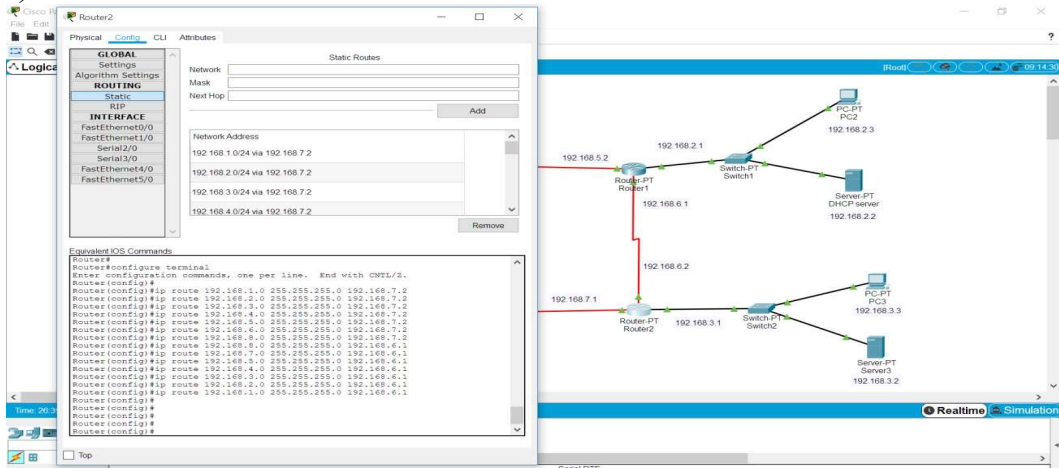 Cisco P
Router2
File Edit
Physical Config CLI Attributes
GLOBAL
Settings
Algorithm Settings
ROUTING
Static
RIP
INTERFACE
FastEthernet0/0
FastEthernet1/0
Serial2/0
Serial3/0
FastEthernet4/0
FastEthernet5/0
Static Routes
Network
Mask
Next Hop
Add
Network Address
192.168.1.0/24 via 192.168.7.2
192.168.2.0/24 via 192.168.7.2
192.168.3.0/24 via 192.168.7.2
192.168.4.0/24 via 192.168.7.2
Remove
Equivalent IOS Commands
Router#
Router#configure terminal
Enter configuration commands, one per line. End with CNTL/Z.
Router(config)#
Router(config)#ip route 192.168.1.0 255.255.255.0 192.168.7.2
Router(config)#ip route 192.168.2.0 255.255.255.0 192.168.7.2
Router(config)#ip route 192.168.3.0 255.255.255.0 192.168.7.2
Router(config)#ip route 192.168.4.0 255.255.255.0 192.168.7.2
Router(config)#ip route 192.168.5.0 255.255.255.0 192.168.7.2
Router(config)#ip route 192.168.6.0 255.255.255.0 192.168.7.2
Router(config)#ip route 192.168.8.0 255.255.255.0 192.168.7.2
Router(config)#ip route 192.168.8.0 255.255.255.0 192.168.6.1
Router(config)#ip route 192.168.7.0 255.255.255.0 192.168.6.1
Router(config)#ip route 192.168.5.0 255.255.255.0 192.168.6.1
Router(config)#ip route 192.168.4.0 255.255.255.0 192.168.6.1
Router(config)#ip route 192.168.3.0 255.255.255.0 192.168.6.1
Router(config)#ip route 192.168.2.0 255.255.255.0 192.168.6.1
Router(config)#ip route 192.168.1.0 255.255.255.0 192.168.6.1
Router(config)#
Router(config)#
Router(config)#
Router(config)#
Top
?
Logica
[Root]
09:14:30
PC-PT
PC2
192.168.2.3
192.168.2.1
192.168.5.2
Router-PT
Router1
Switch-PT
Switch1
Server-PT
DHCP server
192.168.2.2
192.168.6.1
192.168.6.2
192.168.7.1
PC-PT
PC3
192.168.3.3
Router-PT
Router2
192.168.3.1
Switch-PT
Switch2
Server-PT
Server3
192.168.3.2
Time: 26:3
Realtime
Simulation
Serial DTE